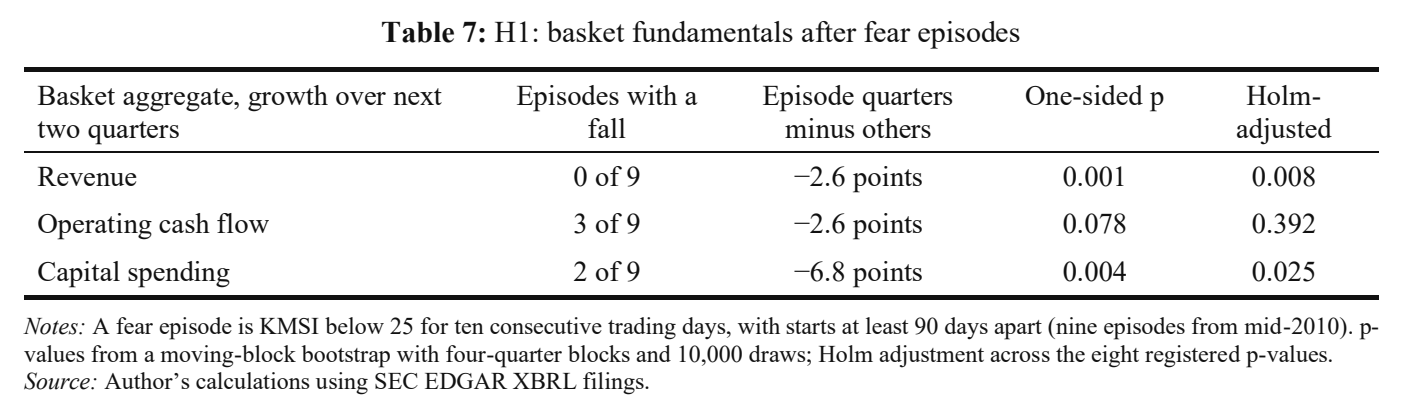 Table 7: H1: basket fundamentals after fear episodes
Basket aggregate, growth over next two quarters Episodes with a fall Episode quarters minus others One-sided p Holm-adjusted
Revenue 0 of 9 −2.6 points 0.001 0.008
Operating cash flow 3 of 9 −2.6 points 0.078 0.392
Capital spending 2 of 9 −6.8 points 0.004 0.025
Notes: A fear episode is KMSI below 25 for ten consecutive trading days, with starts at least 90 days apart (nine episodes from mid-2010). p-
values from a moving-block bootstrap with four-quarter blocks and 10,000 draws; Holm adjustment across the eight registered p-values.
Source: Author’s calculations using SEC EDGAR XBRL filings.